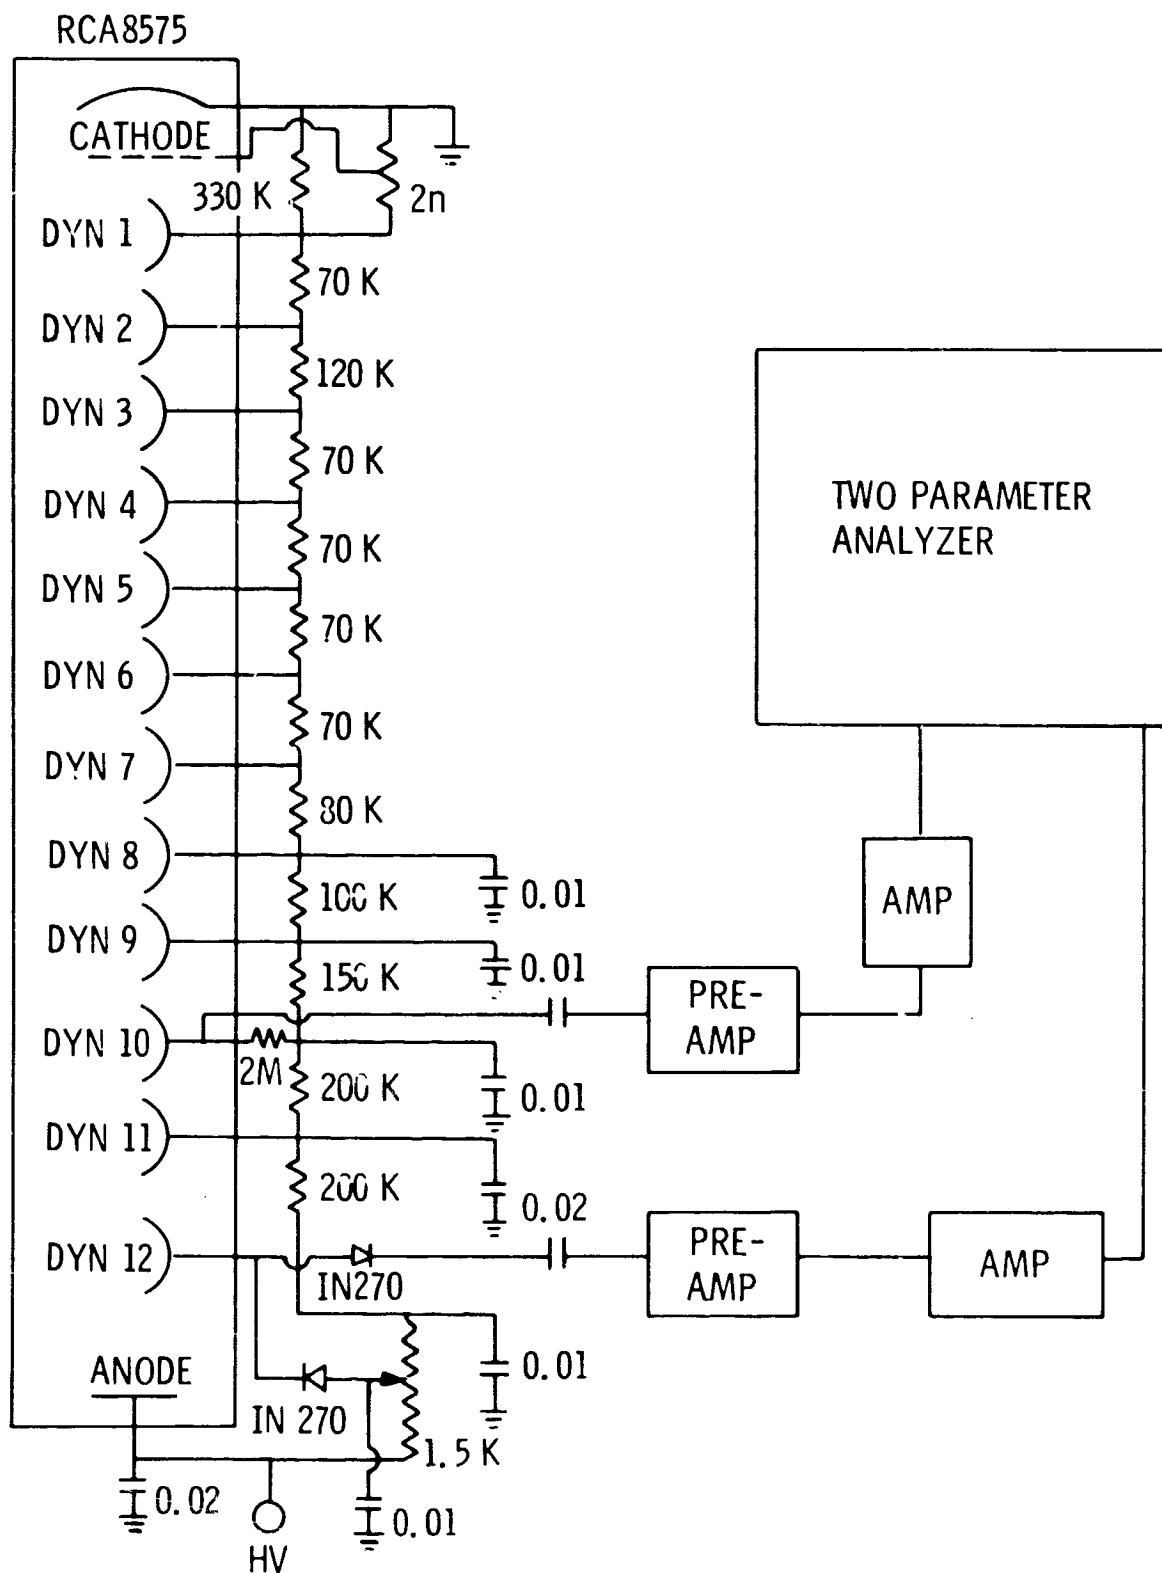 RCA8575
CATHODE
330 K
2n
DYN 1
70 K
DYN 2
120 K
DYN 3
70 K
DYN 4
70 K
TWO PARAMETER
ANALYZER
DYN 5
70 K
DYN 6
70 K
DYN 7
80 K
DYN 8
100 K
0.01
AMP
DYN 9
150 K
0.01
PRE-
AMP
DYN 10
2M
200 K
0.01
DYN 11
200 K
0.02
DYN 12
IN270
PRE-
AMP
AMP
0.01
ANODE
IN 270
1.5 K
0.02
0.01
HV